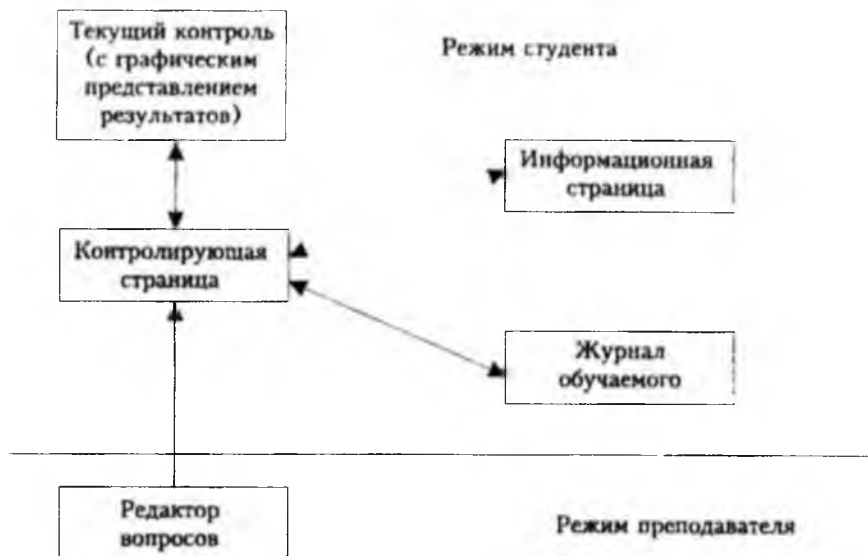 Текущий контроль
(с графическим
представлением
результатов)
Режим студента
Информационная
страница
Контролирующая
страница
Журнал
обучаемого
Редактор
вопросов
Режим преподавателя